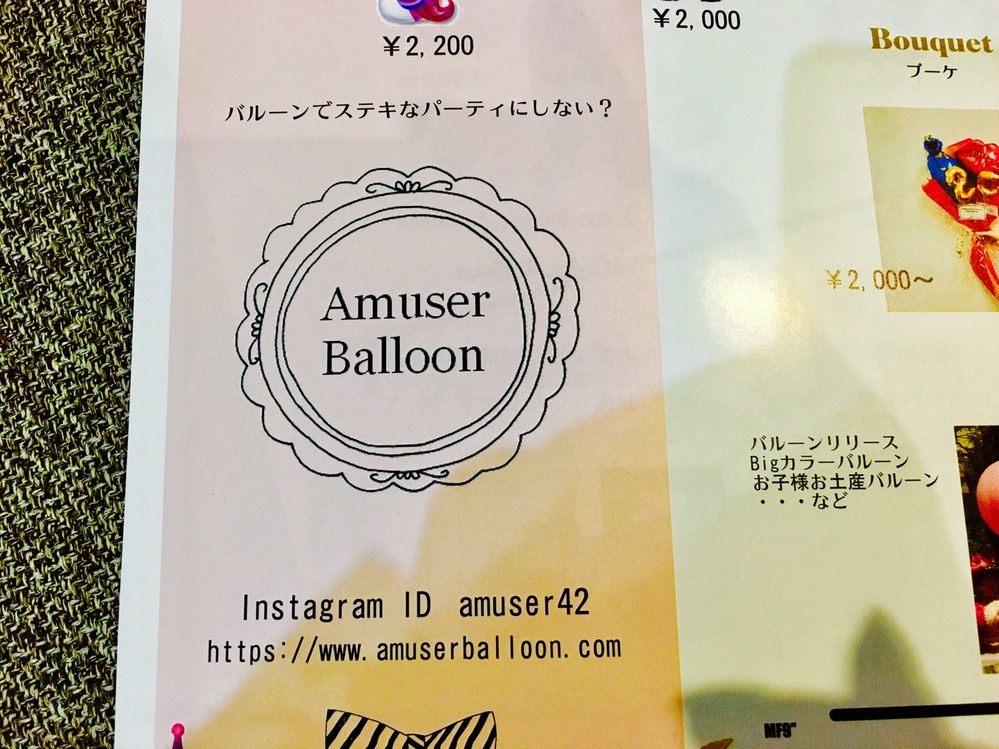 ¥2,200
バルーンでステキなパーティにしない?
Amuser
Balloon
Instagram ID amuser42
https://www.amuserballoon.com
¥2,000
Bouquet
ブーケ
¥2,000~
バルーンリリース
Bigカラーバルーン
お子様お土産バルーン
・・・など
MF9"